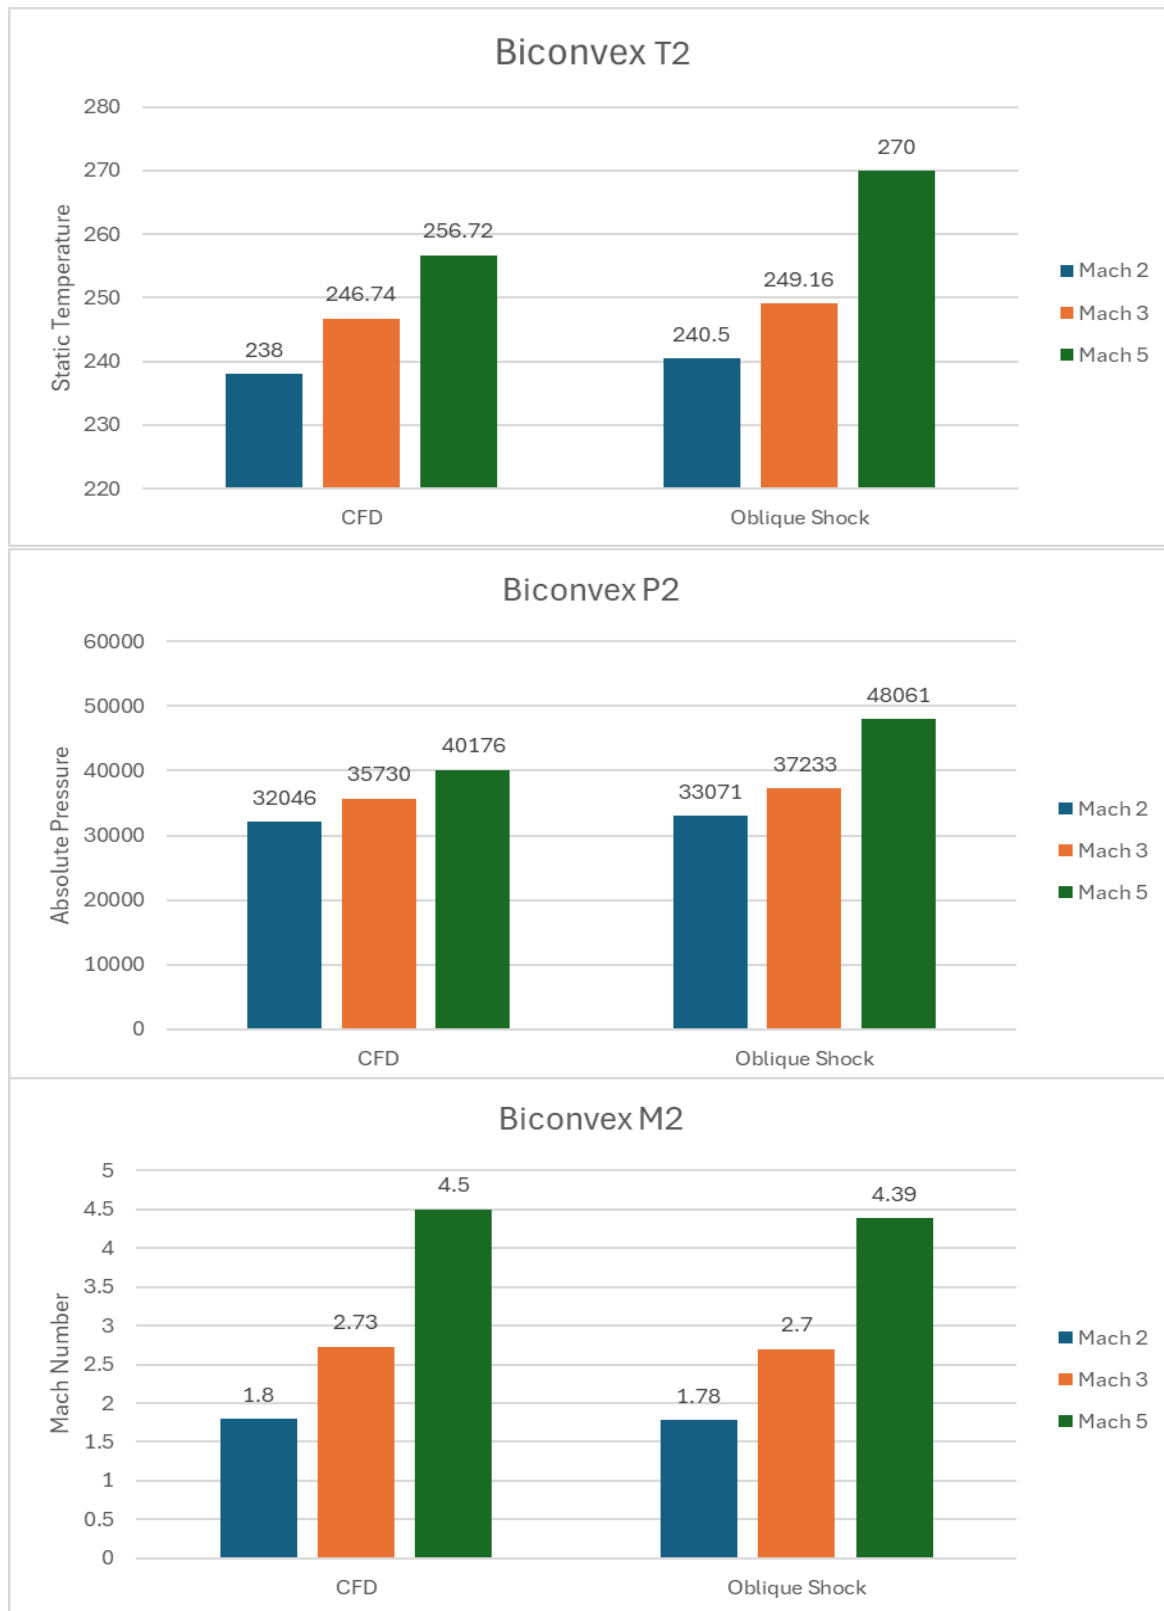 Biconvex T2
280
270
260
250
240
230
220
Static Temperature
238
246.74
256.72
240.5
249.16
270
CFD
Oblique Shock
Mach 2
Mach 3
Mach 5
Biconvex P2
60000
50000
40000
30000
20000
10000
0
Absolute Pressure
32046
35730
40176
33071
37233
48061
CFD
Oblique Shock
Mach 2
Mach 3
Mach 5
Biconvex M2
5
4.5
4
3.5
3
2.5
2
1.5
1
0.5
0
Mach Number
1.8
2.73
4.5
1.78
2.7
4.39
CFD
Oblique Shock
Mach 2
Mach 3
Mach 5